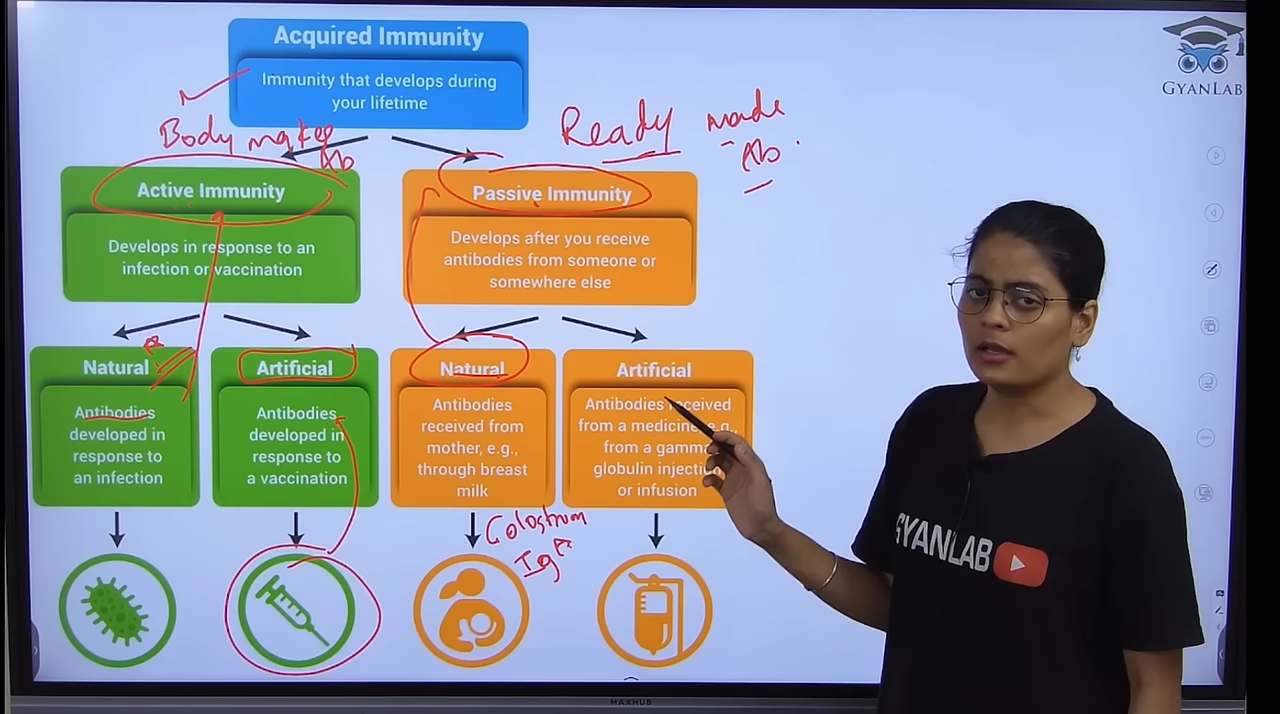 Acquired Immunity
Immunity that develops during
your lifetime
GYANLAB
Body makes
Ab
Ready made
Ab
Active Immunity
Develops in response to an
infection or vaccination
Passive Immunity
Develops after you receive
antibodies from someone or
somewhere else
Natural
Antibodies
developed in
response to
an infection
Artificial
Antibodies
developed in
response to
a vaccination
Natural
Antibodies
received from
mother, e.g.,
through breast
milk
Artificial
Antibodies received
from a medicine, e.g.,
from a gamma
globulin injection
or infusion
Colostrum
GYANLAB
MAXHUB